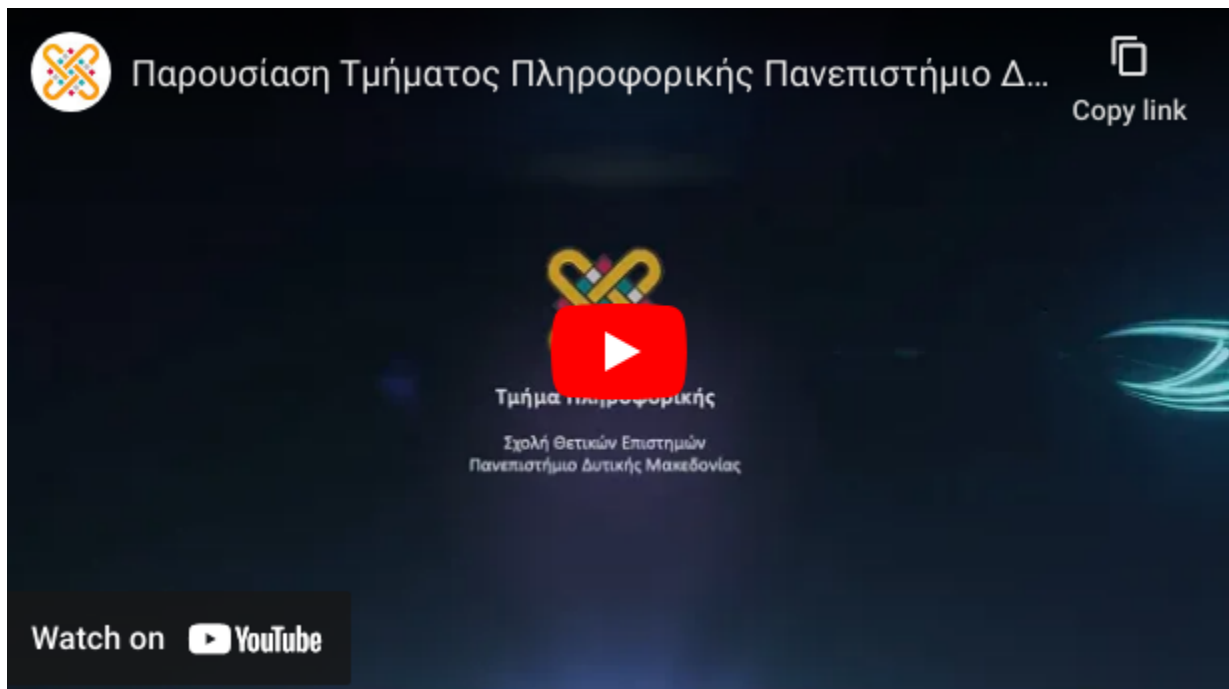 Παρουσίαση Τμήματος Πληροφορικής Πανεπιστήμιο Δ...
Copy link
Τμήμα Πληροφορικής
Σχολή Θετικών Επιστημών
Πανεπιστήμιο Δυτικής Μακεδονίας
Watch on YouTube